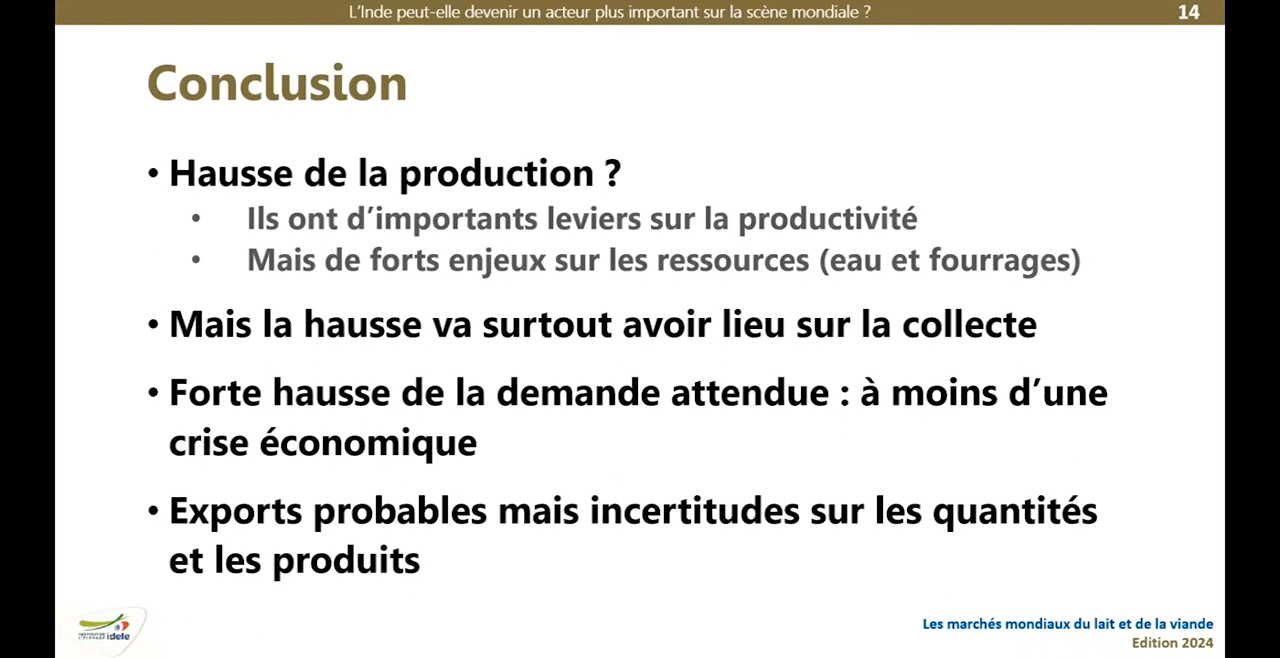 L'Inde peut-elle devenir un acteur plus important sur la scène mondiale ?
14
Conclusion
• Hausse de la production ?
• Ils ont d'importants leviers sur la productivité
• Mais de forts enjeux sur les ressources (eau et fourrages)
• Mais la hausse va surtout avoir lieu sur la collecte
• Forte hausse de la demande attendue : à moins d'une
crise économique
• Exports probables mais incertitudes sur les quantités
et les produits
INSTITUT DE
L'ELEVAGE idele
Les marchés mondiaux du lait et de la viande
Edition 2024